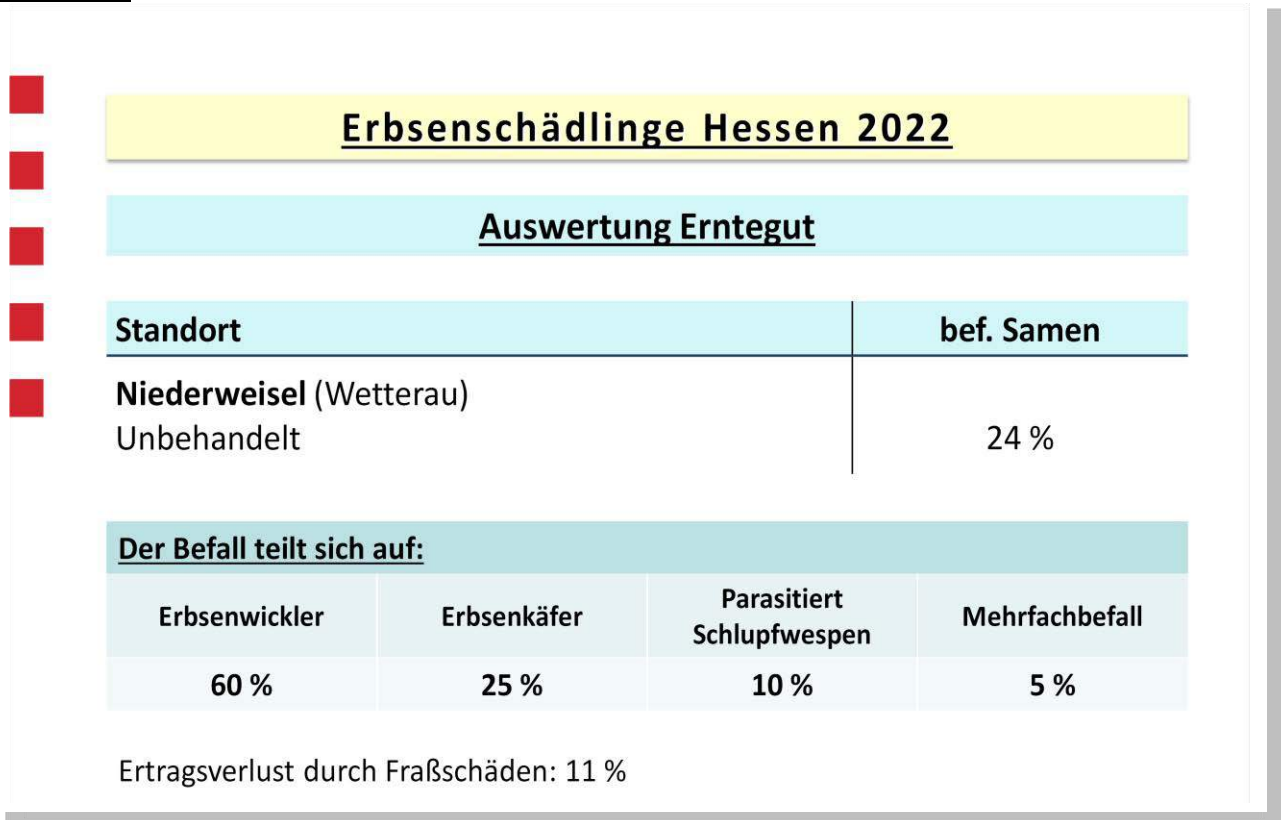 Erbsenschädlinge Hessen 2022
Auswertung Erntegut
Standort bef. Samen
Niederweisel (Wetterau)
Unbehandelt 24 %
Der Befall teilt sich auf:
Erbsenwickler Erbsenkäfer Parasitiert Schlupfwespen Mehrfachbefall
60 % 25 % 10 % 5 %
Ertragsverlust durch Fraßschäden: 11 %